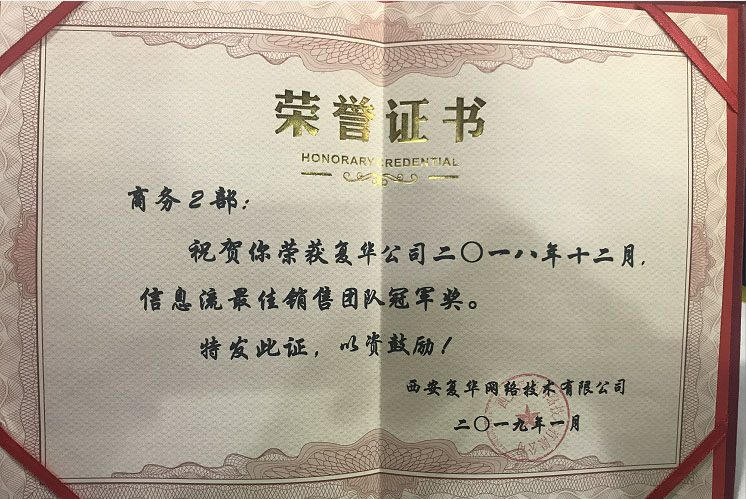 荣誉证书
HONORARY CREDENTIAL
商务2部:
祝贺你荣获复华公司二〇一八年十二月,
信息流最佳销售团队冠军奖。
特发此证,以资鼓励!
西安复华网络技术有限公司
二〇一九年一月